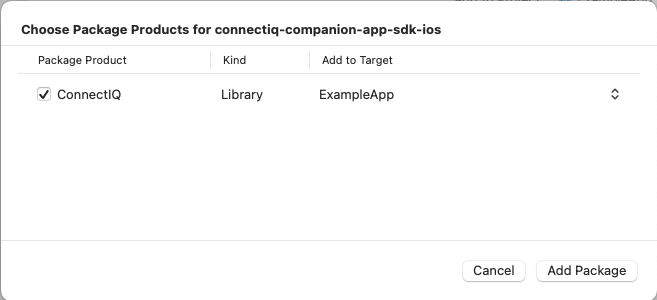 Choose Package Products for connectiq-companion-app-sdk-ios
Package Product Kind Add to Target
ConnectIQ Library ExampleApp
Cancel Add Package